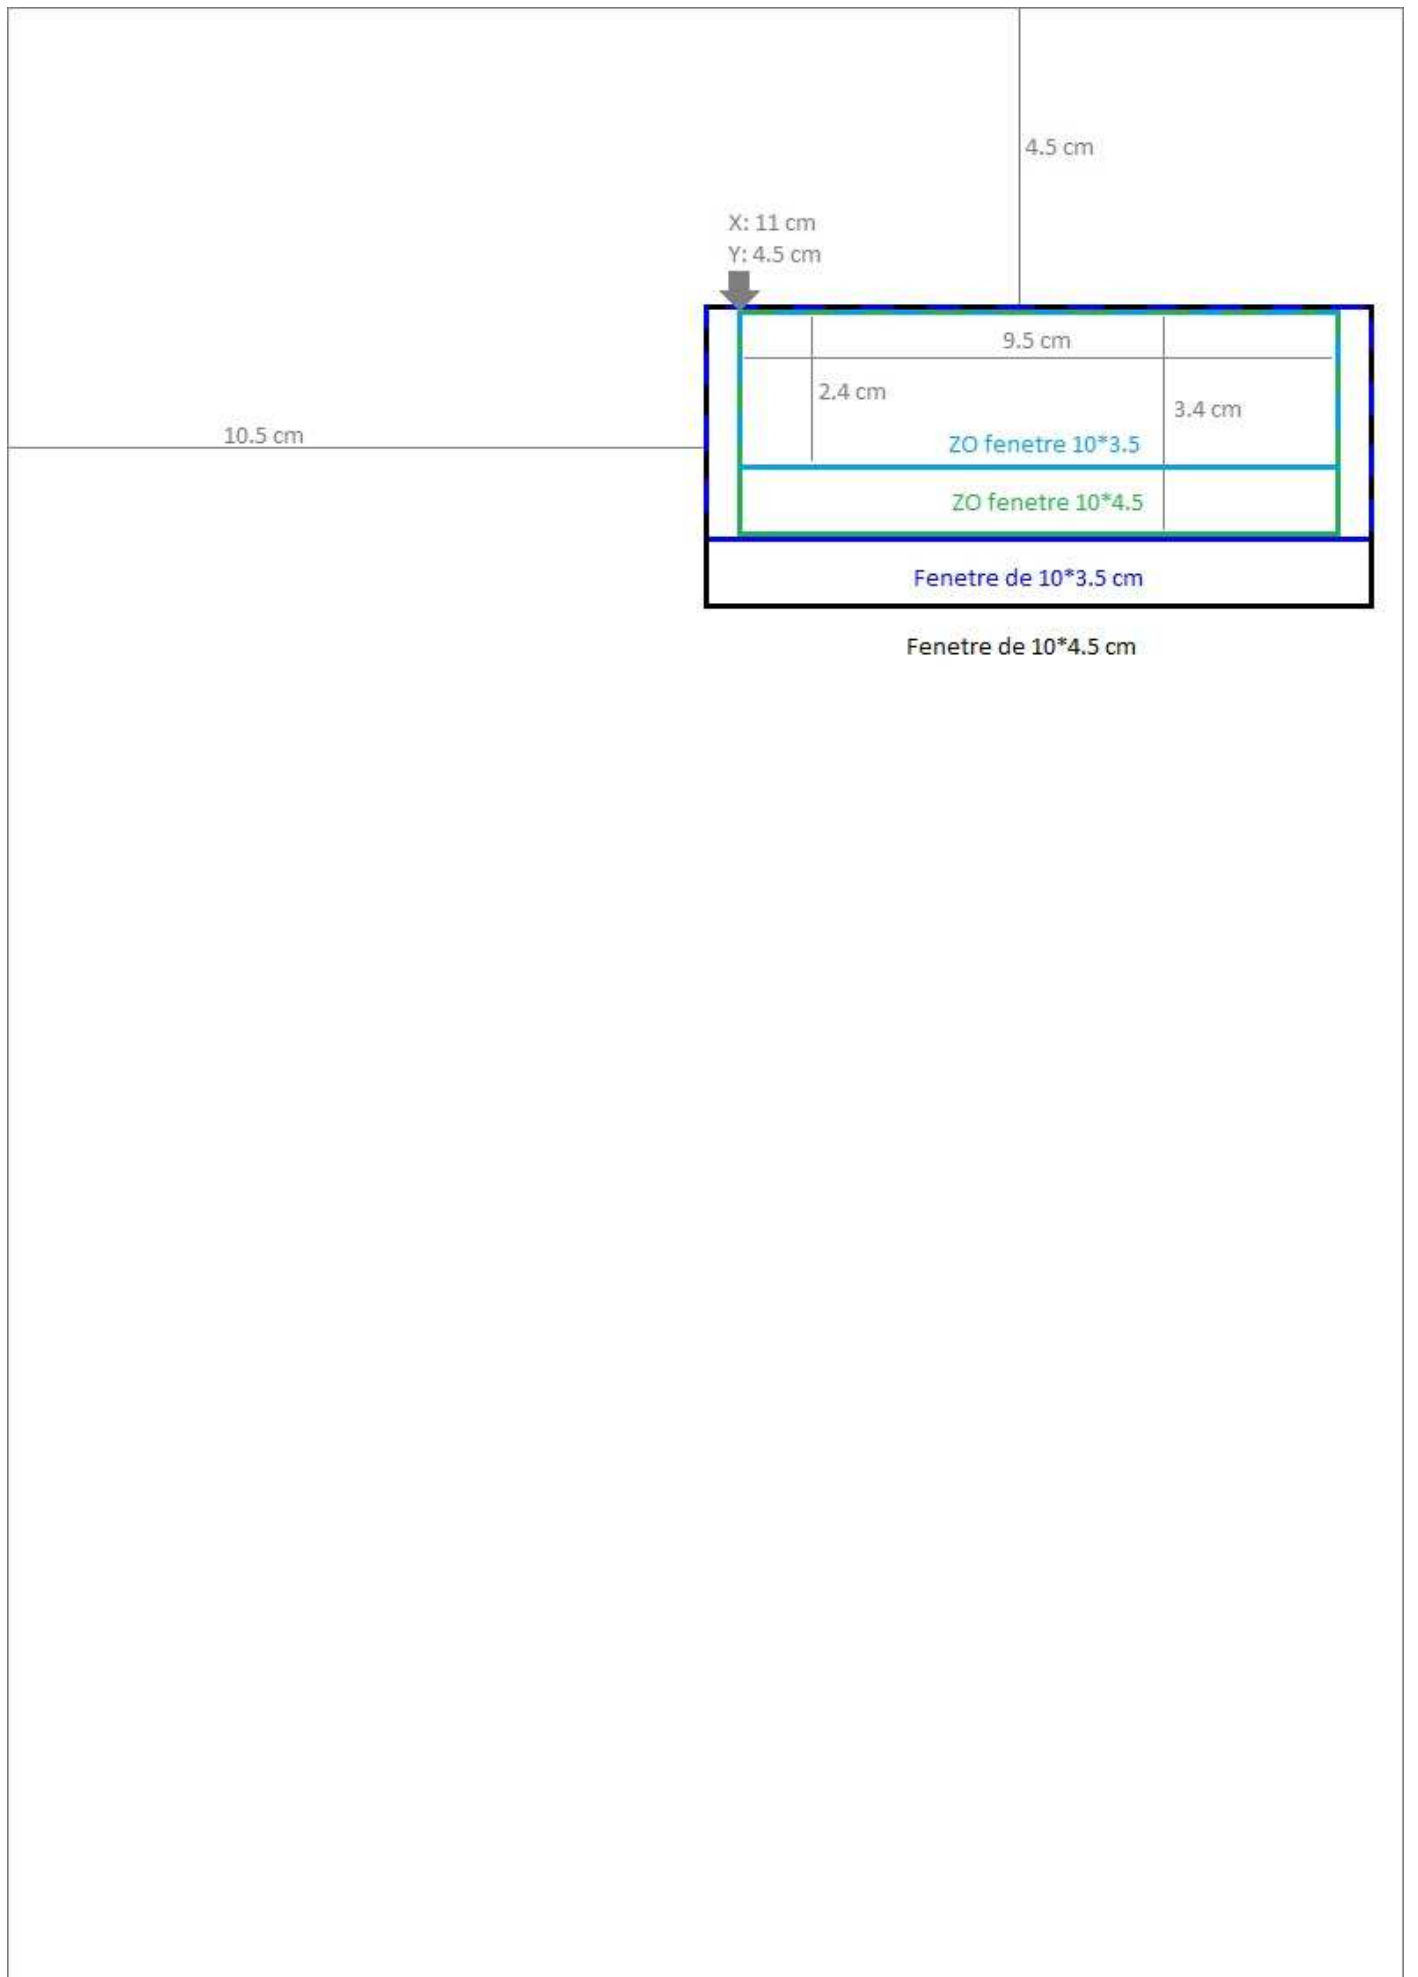 4.5 cm
X: 11 cm
Y: 4.5 cm
9.5 cm
2.4 cm
3.4 cm
10.5 cm
ZO fenetre 10*3.5
ZO fenetre 10*4.5
Fenetre de 10*3.5 cm
Fenetre de 10*4.5 cm